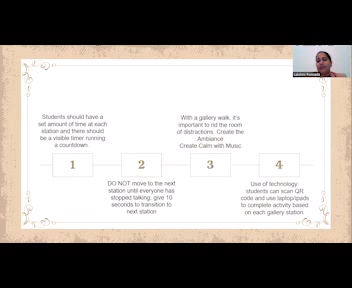 Students should have a
set amount of time at each
station and there should
be a visible timer running
a countdown
With a gallery walk, it's
important to rid the room
of distractions. Create the
Ambiance
Create Calm with Music
1
2
3
4
DO NOT move to the next
station until everyone has
stopped talking, give 10
seconds to transition to
next station
Use of technology:
students can scan QR
code and use laptop/ipads
to complete activity based
on each gallery station.